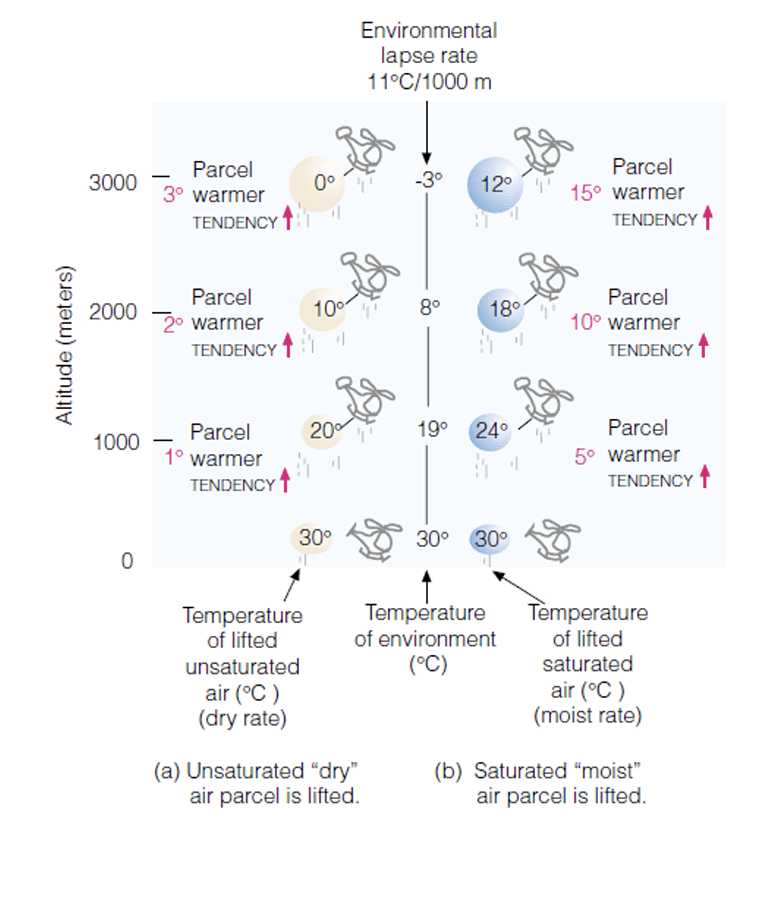 Environmental
lapse rate
11°C/1000 m
Altitude (meters)
3000
3° Parcel
warmer
TENDENCY
0°
-3°
12°
15° Parcel
warmer
TENDENCY
2000
2° Parcel
warmer
TENDENCY
10°
8°
18°
10° Parcel
warmer
TENDENCY
1000
1° Parcel
warmer
TENDENCY
20°
19°
24°
5° Parcel
warmer
TENDENCY
0
30°
30°
30°
Temperature
of lifted
unsaturated
air (°C )
(dry rate)
Temperature
of environment
(°C)
Temperature
of lifted
saturated
air (°C )
(moist rate)
(a) Unsaturated “dry”
air parcel is lifted.
(b) Saturated “moist”
air parcel is lifted.